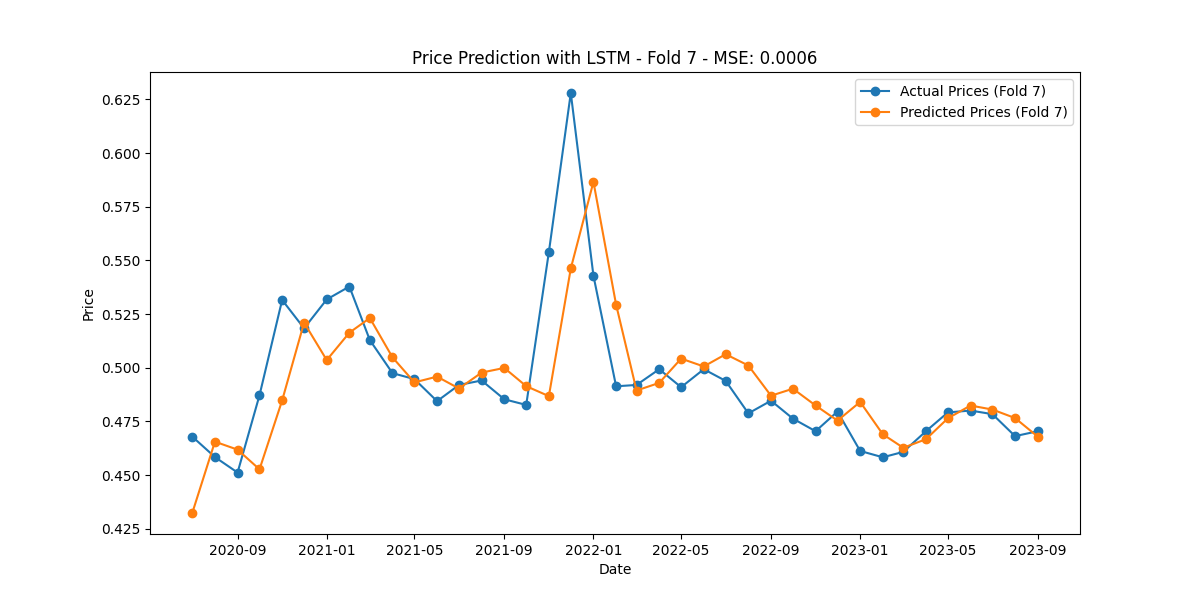 Price Prediction with LSTM - Fold 7 - MSE: 0.0006
Actual Prices (Fold 7)
Predicted Prices (Fold 7)
0.625
0.600
0.575
0.550
0.525
0.500
0.475
0.450
0.425
Price
2020-09 2021-01 2021-05 2021-09 2022-01 2022-05 2022-09 2023-01 2023-05 2023-09
Date